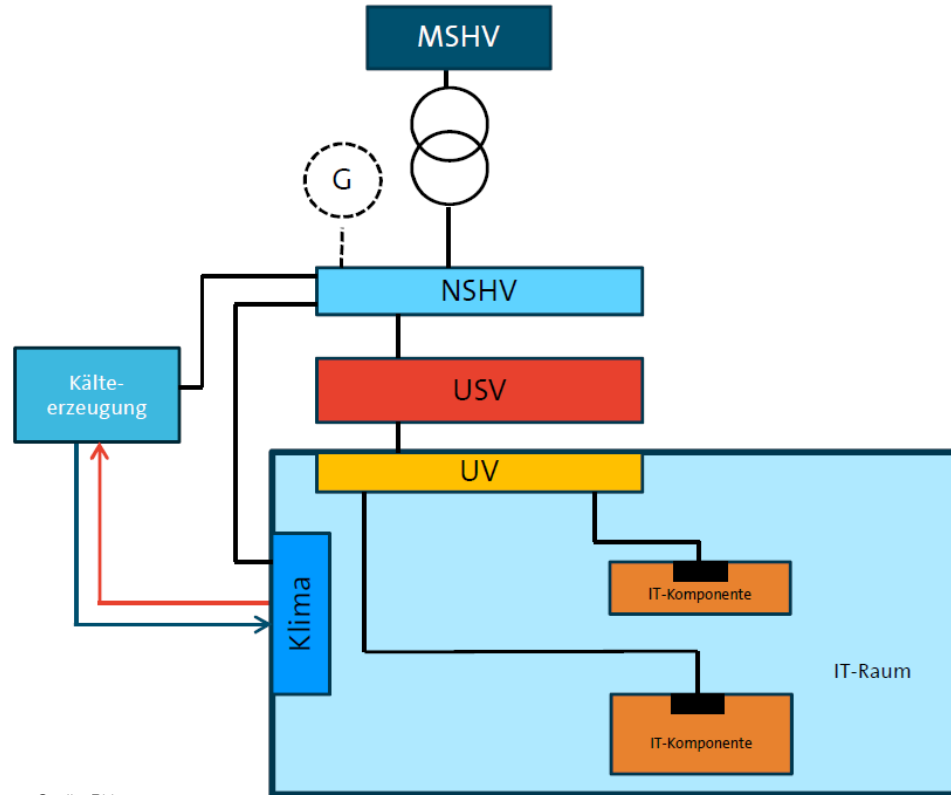 MSHV
G
NSHV
Kälte-
erzeugung
USV
UV
Klima
IT-Komponente
IT-Raum
IT-Komponente